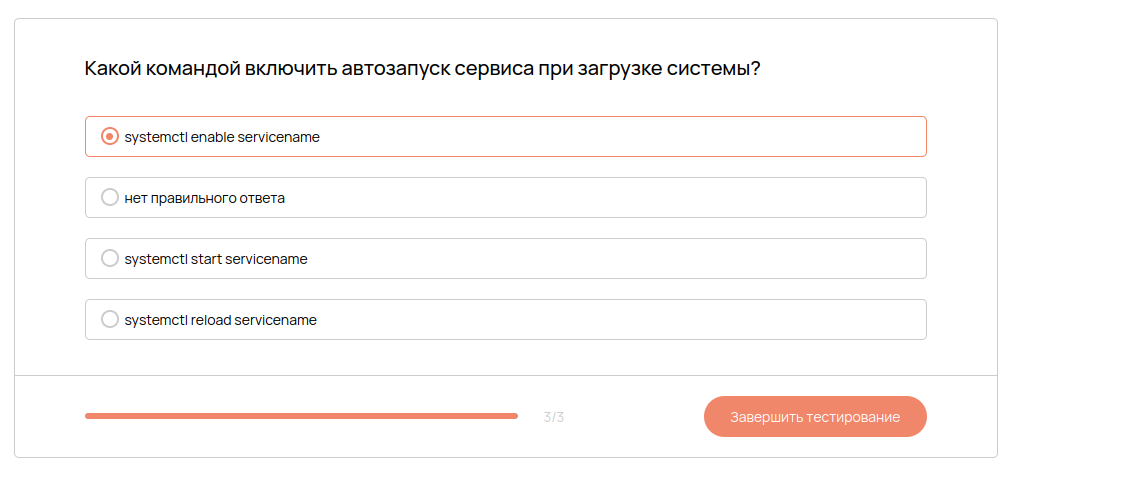 Какой командой включить автозапуск сервиса при загрузке системы?
systemctl enable servicename
нет правильного ответа
systemctl start servicename
systemctl reload servicename
3/3
Завершить тестирование